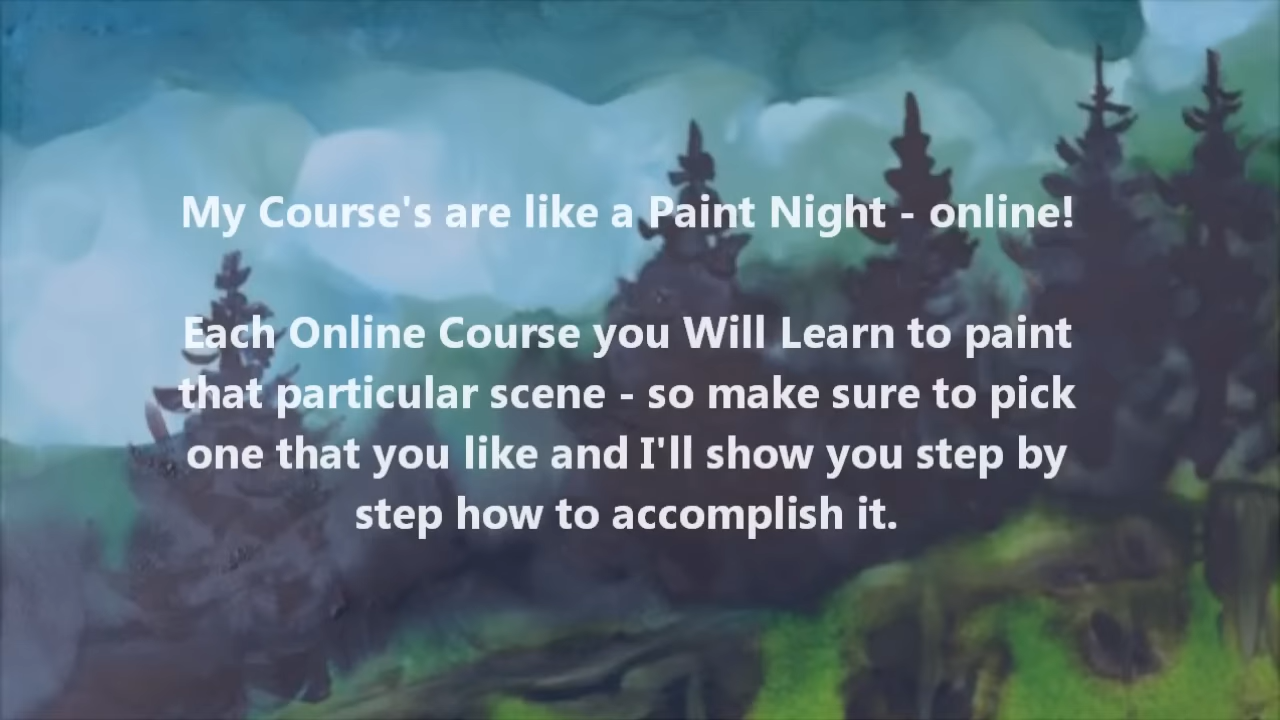 My Course's are like a Paint Night - online!
Each Online Course you Will Learn to paint
that particular scene - so make sure to pick
one that you like and I'll show you step by
step how to accomplish it.